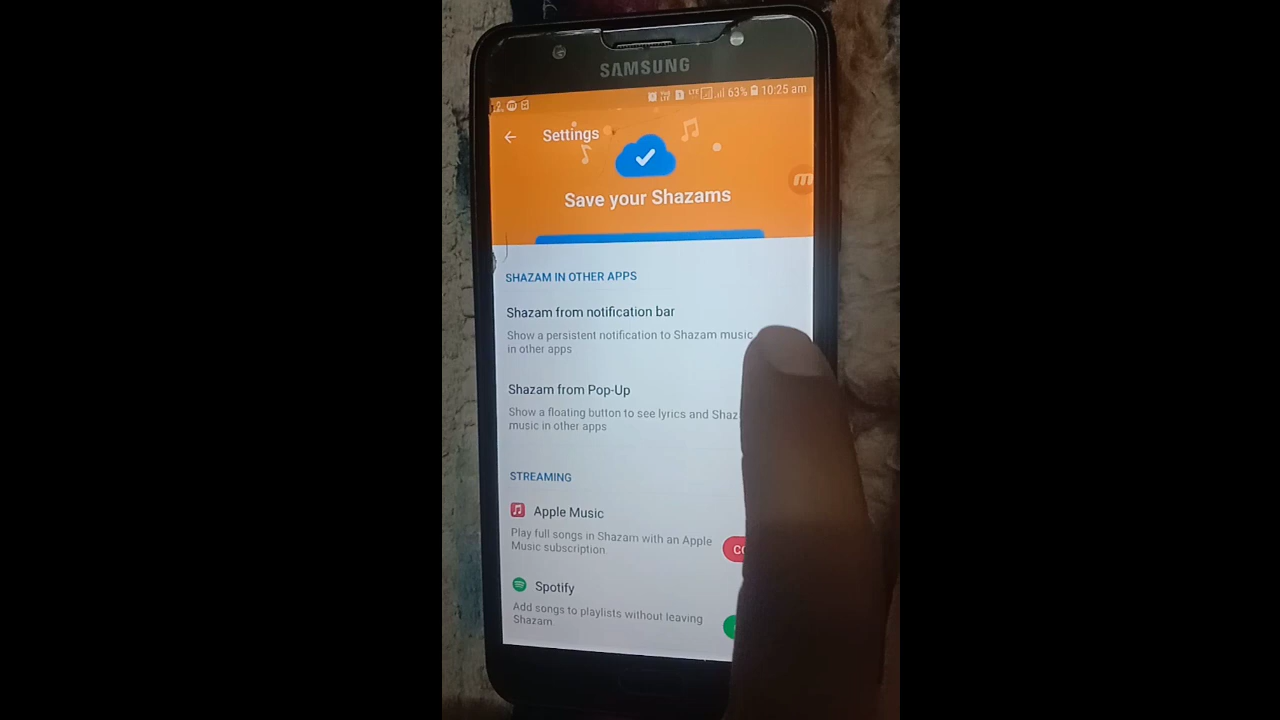 SAMSUNG
63% 10:25 am
Settings
Save your Shazams
SHAZAM IN OTHER APPS
Shazam from notification bar
Show a persistent notification to Shazam music
in other apps
Shazam from Pop-Up
Show a floating button to see lyrics and
music in other apps
STREAMING
Apple Music
Play full songs in Shazam with an Apple
Music subscription
Spotify
Add songs to playlists without leaving
Shazam